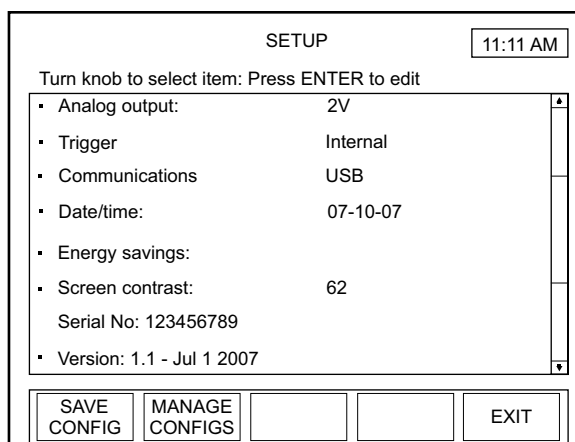 SETUP
11:11 AM
Turn knob to select item: Press ENTER to edit
▪ Analog output: 2V
▪ Trigger Internal
▪ Communications USB
▪ Date/time: 07-10-07
▪ Energy savings:
▪ Screen contrast: 62
Serial No: 123456789
▪ Version: 1.1 - Jul 1 2007
SAVE
CONFIG
MANAGE
CONFIGS
EXIT